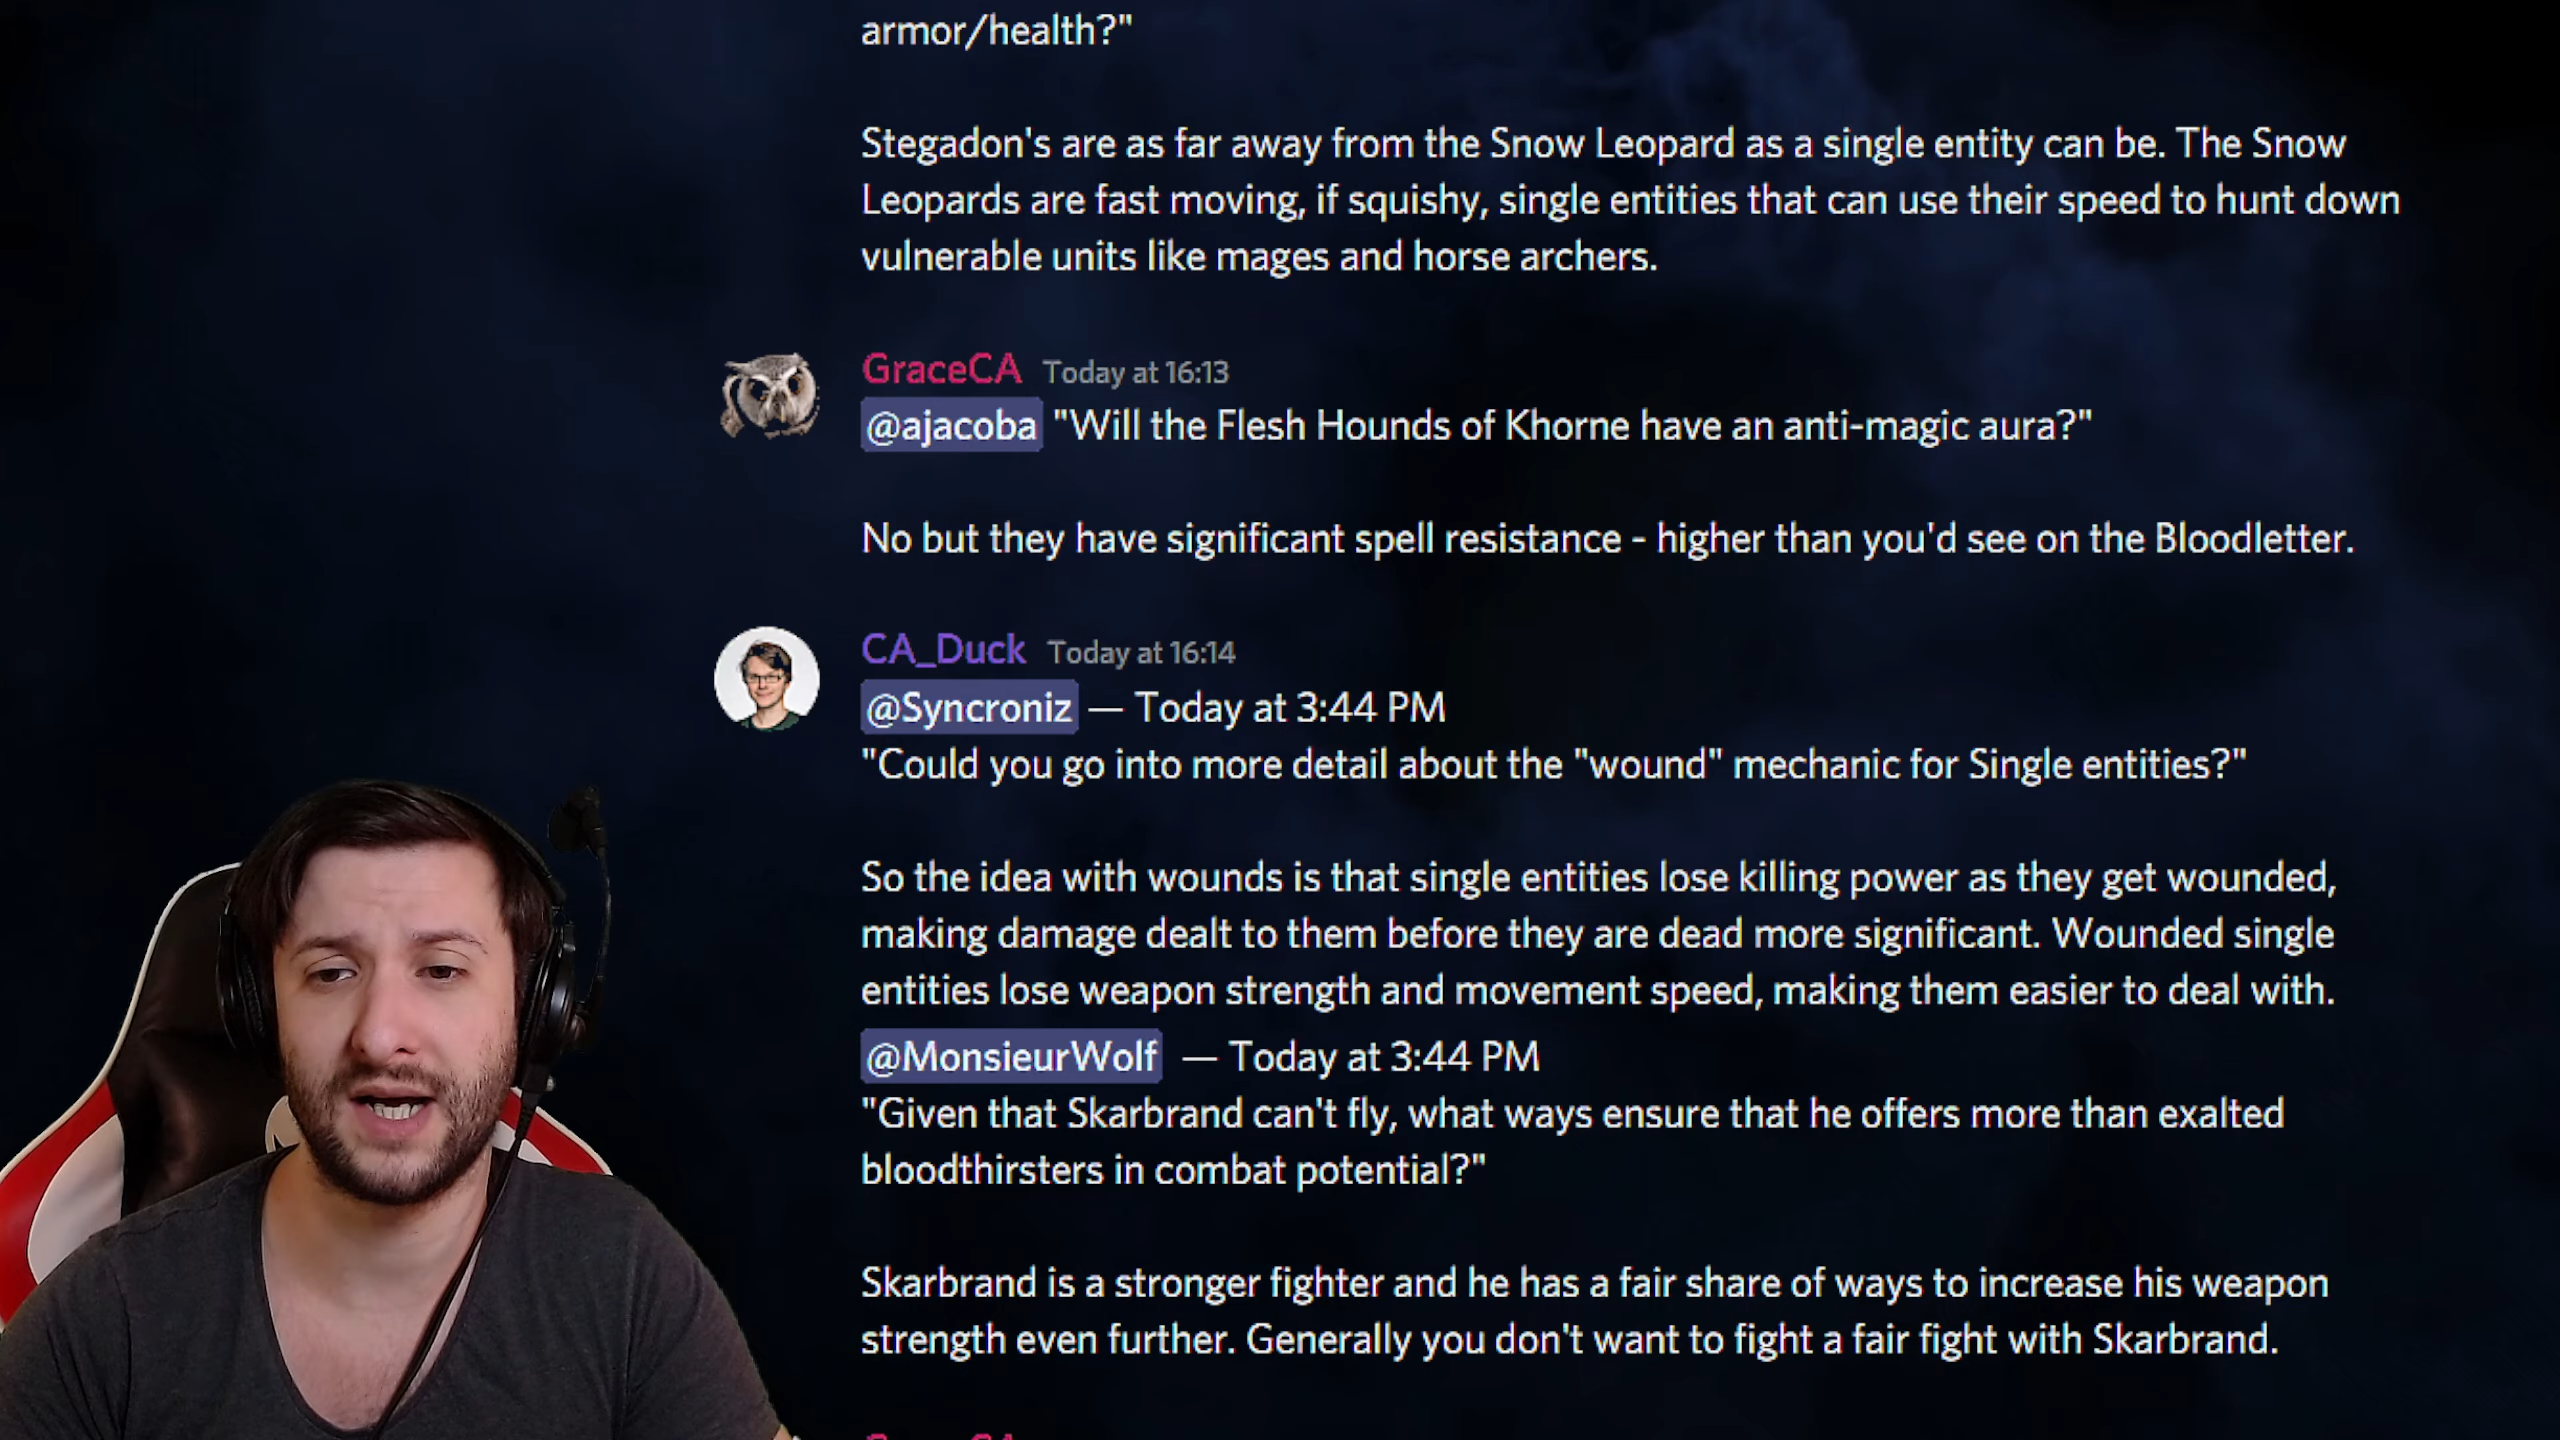 armor/health?"
Stegadon's are as far away from the Snow Leopard as a single entity can be. The Snow
Leopards are fast moving, if squishy, single entities that can use their speed to hunt down
vulnerable units like mages and horse archers.
GraceCA Today at 16:13
@ajacoba "Will the Flesh Hounds of Khorne have an anti-magic aura?"
No but they have significant spell resistance - higher than you'd see on the Bloodletter.
CA_Duck Today at 16:14
@Syncroniz — Today at 3:44 PM
"Could you go into more detail about the "wound" mechanic for Single entities?"
So the idea with wounds is that single entities lose killing power as they get wounded,
making damage dealt to them before they are dead more significant. Wounded single
entities lose weapon strength and movement speed, making them easier to deal with.
@MonsieurWolf — Today at 3:44 PM
"Given that Skarbrand can't fly, what ways ensure that he offers more than exalted
bloodthirsters in combat potential?"
Skarbrand is a stronger fighter and he has a fair share of ways to increase his weapon
strength even further. Generally you don't want to fight a fair fight with Skarbrand.